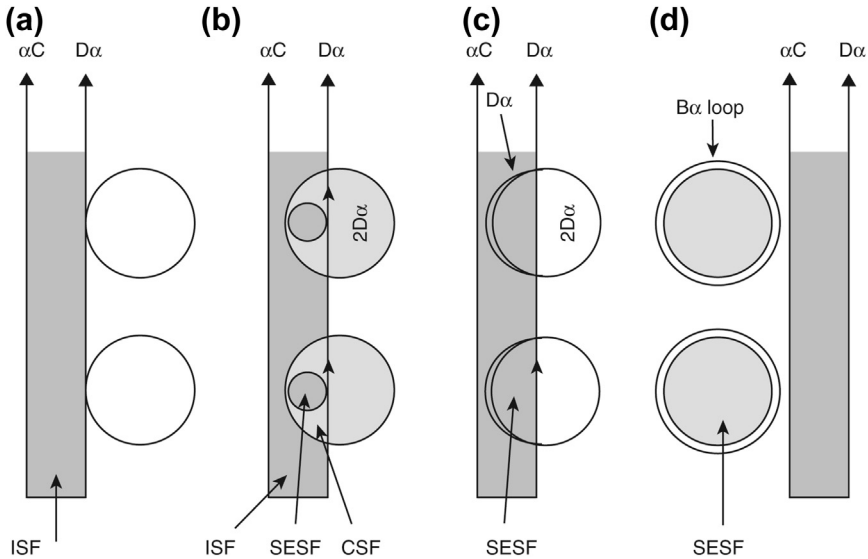 (a)
αC Dα
ISF
(b)
αC Dα
2Dα
ISF SESF CSF
(c)
αC Dα
Dα
2Dα
SESF
(d)
αC Dα
Bα loop
SESF